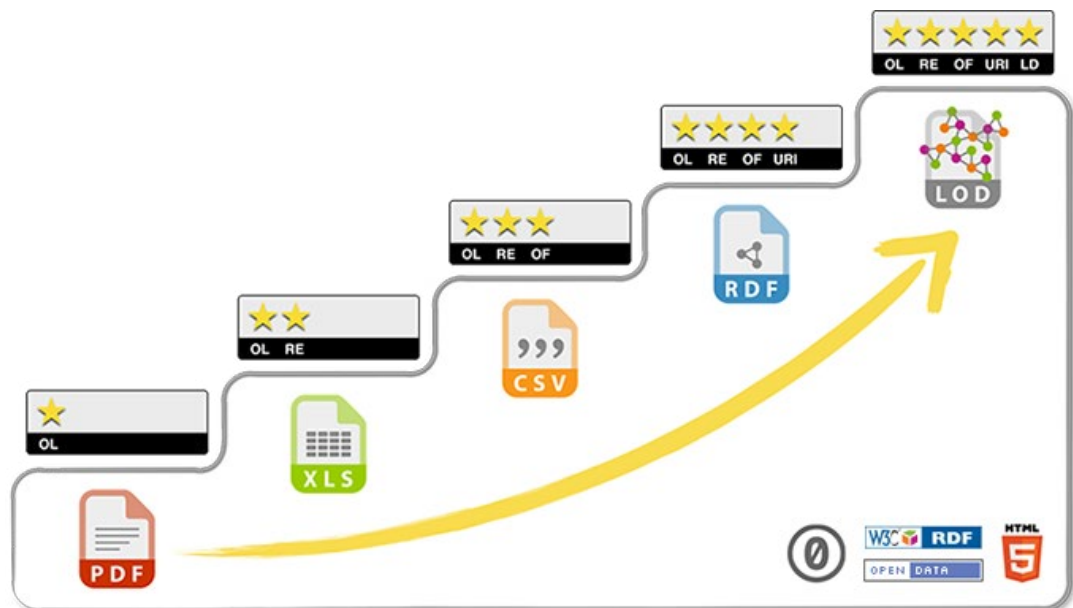 OL RE OF URI LD
LOD
OL RE OF URI
RDF
OL RE OF
CSV
OL RE
XLS
OL
PDF
0
W3C RDF
OPEN DATA
HTML
5